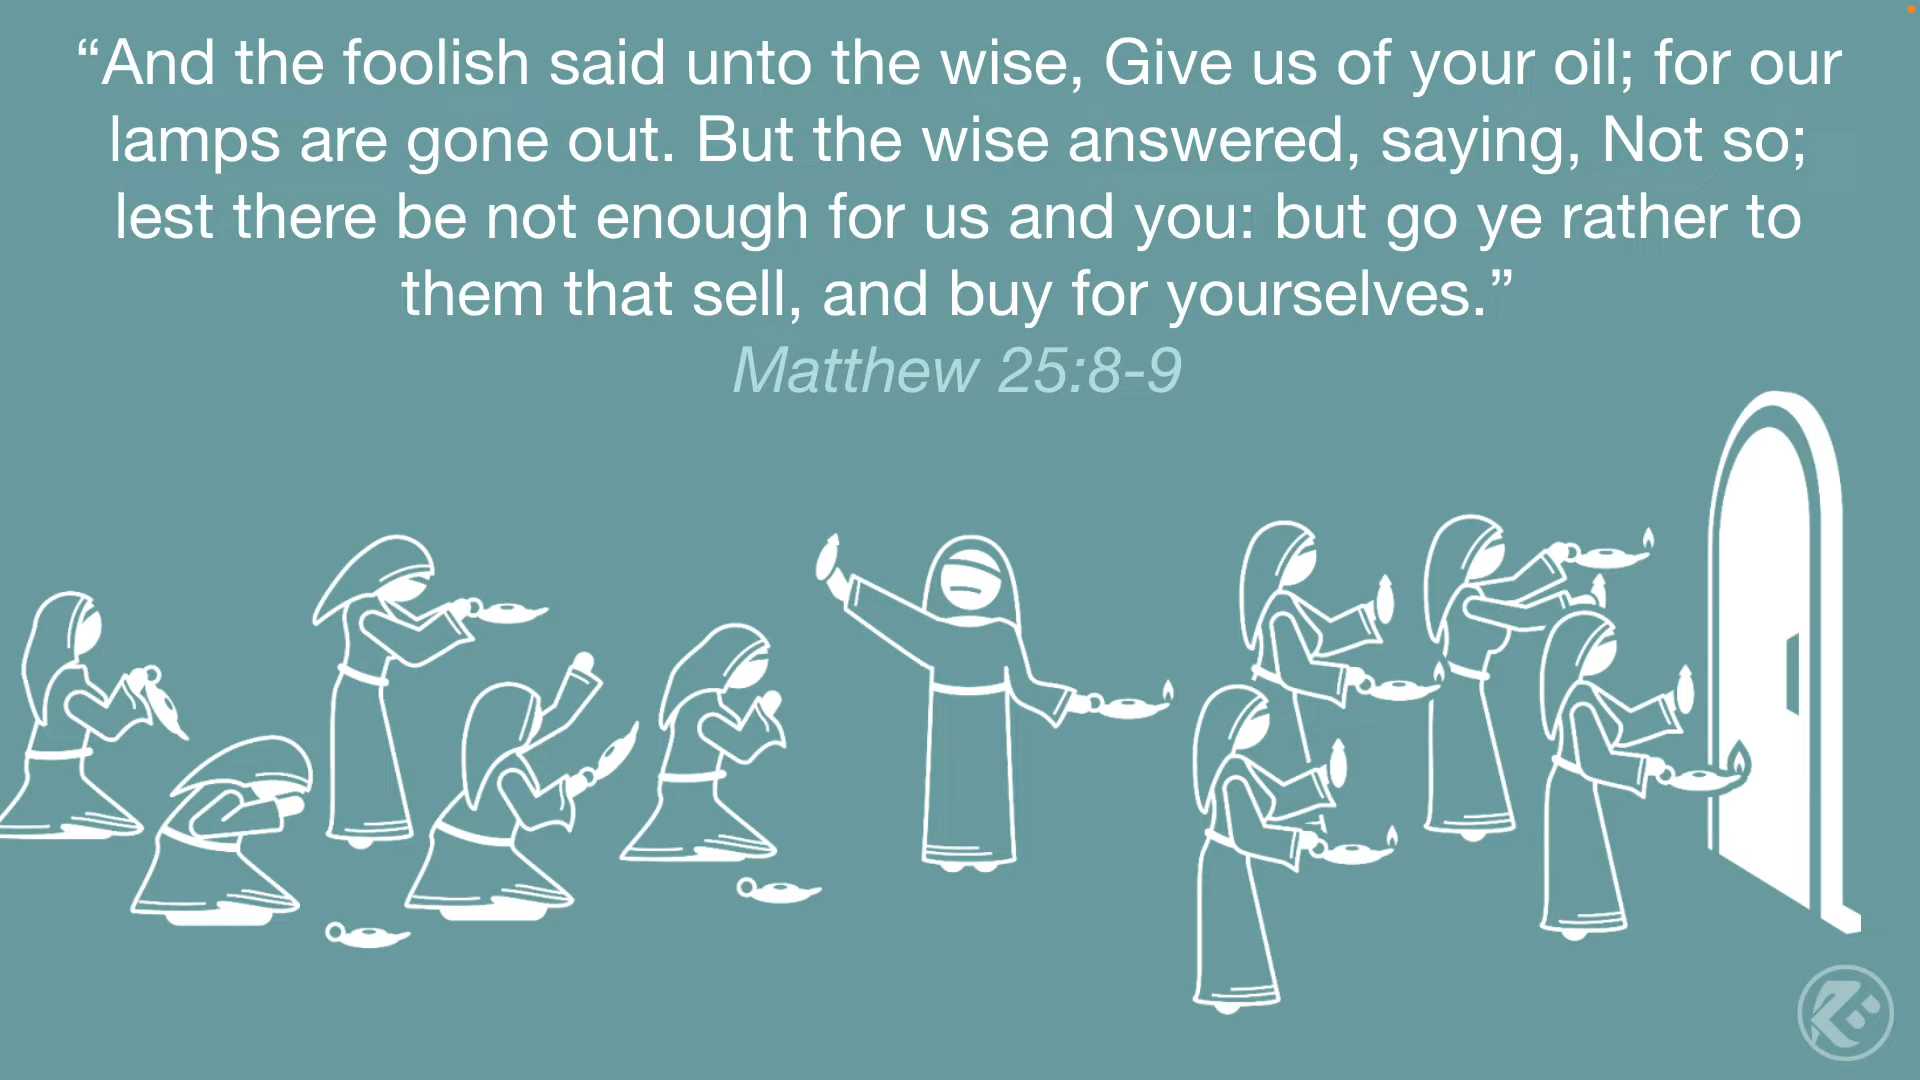 “And the foolish said unto the wise, Give us of your oil; for our
lamps are gone out. But the wise answered, saying, Not so;
lest there be not enough for us and you: but go ye rather to
them that sell, and buy for yourselves.”
Matthew 25:8-9